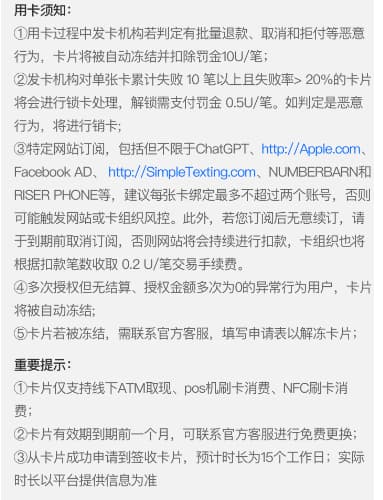 用卡须知：
①用卡过程中发卡机构若判定有批量退款、取消和拒付等恶意
行为，卡片将被自动冻结并扣除罚金10U/笔；
②发卡机构对单张卡累计失败 10 笔以上且失败率> 20%的卡片
将会进行锁卡处理，解锁需支付罚金 0.5U/笔。如判定是恶意
行为，将进行销卡;
③特定网站订阅，包括但不限于ChatGPT、http://Apple.com、
Facebook AD、 http://SimpleTexting.com、NUMBERBARN和
RISER PHONE等，建议每张卡绑定最多不超过两个账号，否则
可能触发网站或卡组织风控。此外，若您订阅后无意续订，请
于到期前取消订阅，否则网站将会持续进行扣款，卡组织也将
根据扣款笔数收取 0.2 U/笔交易手续费。
④多次授权但无结算、授权金额多次为0的异常行为用户，卡片
将被自动冻结;
⑤卡片若被冻结，需联系官方客服，填写申请表以解冻卡片；
重要提示：
①卡片仅支持线下ATM取现、pos机刷卡消费、NFC刷卡消
费；
②卡片有效期到期前一个月，可联系官方客服进行免费更换；
③从卡片成功申请到签收卡片，预计时长为15个工作日；实际
时长以平台提供信息为准